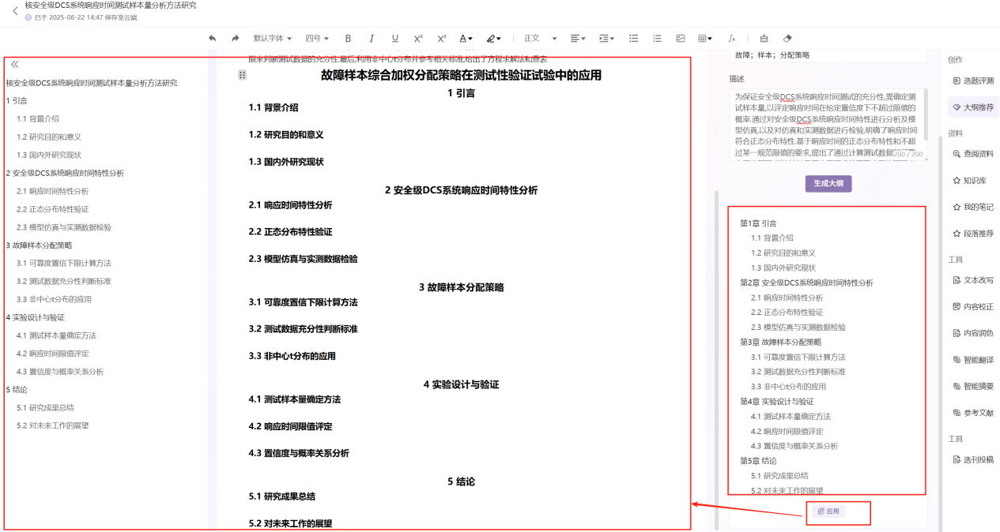 核安全级DCS系统响应时间测试样本量分析方法研究
已于 2025-08-22 14:47 保存至云端
默认字体
四号
B
I
U
X²
X²
A
正文
核安全级DCS系统响应时间测试样本量分析方法研究
1 引言
1.1 背景介绍
1.2 研究目的和意义
1.3 国内外研究现状
2 安全级DCS系统响应时间特性分析
2.1 响应时间特性分析
2.2 正态分布特性验证
2.3 模型仿真与实测数据检验
3 故障样本分配策略
3.1 可靠度置信下限计算方法
3.2 测试数据充分性判断标准
3.3 非中心t分布的应用
4 实验设计与验证
4.1 测试样本量确定方法
4.2 响应时间限值评定
4.3 置信度与概率关系分析
5 结论
5.1 研究成果总结
5.2 对未来工作的展望
限来判断测试数据的充分性.最后,利用非中心t分布并参考相关标准,给出了方程求解法和查表
故障样本综合加权分配策略在测试性验证试验中的应用
1 引言
1.1 背景介绍
1.2 研究目的和意义
1.3 国内外研究现状
2 安全级DCS系统响应时间特性分析
2.1 响应时间特性分析
2.2 正态分布特性验证
2.3 模型仿真与实测数据检验
3 故障样本分配策略
3.1 可靠度置信下限计算方法
3.2 测试数据充分性判断标准
3.3 非中心t分布的应用
4 实验设计与验证
4.1 测试样本量确定方法
4.2 响应时间限值评定
4.3 置信度与概率关系分析
5 结论
5.1 研究成果总结
5.2 对未来工作的展望
故障；样本；分配策略
描述
为保证安全级DCS系统响应时间测试的充分性,需确定测
试样本量,以评定响应时间在给定置信度下不超过限值的
概率.通过对安全级DCS系统响应时间特性进行分析及模
型仿真,以及对仿真和实测数据进行检验,明确了响应时间
符合正态分布特性.基于响应时间的正态分布特性和不超
过某一规范限值的要求,提出了通过计算测试数据
200 / 200
生成大纲
第1章 引言
1.1 背景介绍
1.2 研究目的和意义
1.3 国内外研究现状
第2章 安全级DCS系统响应时间特性分析
2.1 响应时间特性分析
2.2 正态分布特性验证
2.3 模型仿真与实测数据检验
第3章 故障样本分配策略
3.1 可靠度置信下限计算方法
3.2 测试数据充分性判断标准
3.3 非中心t分布的应用
第4章 实验设计与验证
4.1 测试样本量确定方法
4.2 响应时间限值评定
4.3 置信度与概率关系分析
第5章 结论
5.1 研究成果总结
5.2 对未来工作的展望
应用
创作
选题评测
大纲推荐
资料
查阅资料
知识库
我的笔记
段落推荐
工具
文本改写
内容校正
内容润色
智能翻译
智能摘要
参考文献
工具
选刊投稿